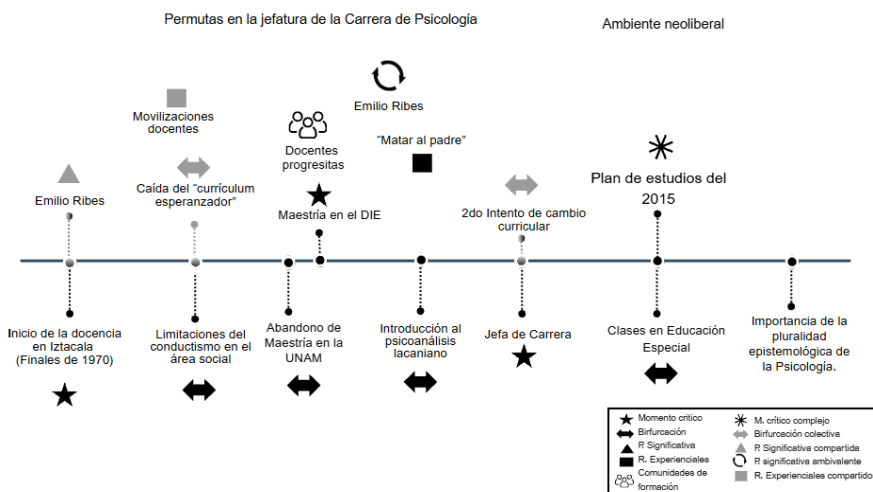 Permutas en la jefatura de la Carrera de Psicología
Ambiente neoliberal
Movilizaciones
docentes
Emilio Ribes
Docentes
progresitas
"Matar al padre"
Emilio Ribes
Caída del "currículum
esperanzador"
Maestría en el DIE
2do Intento de cambio
curricular
Plan de estudios del
2015
Inicio de la docencia
en Iztacala
(Finales de 1970)
Limitaciones del
conductismo en el
área social
Abandono de
Maestría en la
UNAM
Introducción al
psicoanálisis
lacaniano
Jefa de Carrera
Clases en Educación
Especial
Importancia de la
pluralidad
epistemológica de
la Psicología.
Momento critico
Birfurcación
P. Significativa
R. Experienciales
Comunidades de
formación
M. crítico complejo
Birfurcación colectiva
P. Significativa compartida
P. significativa ambivalente
R. Experienciales compartido